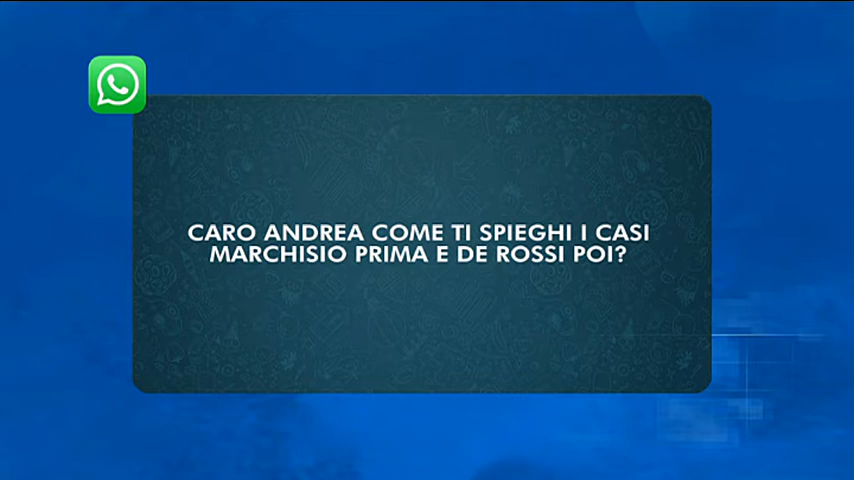 CARO ANDREA COME TI SPIEGHI I CASI
MARCHISIO PRIMA E DE ROSSI POI?